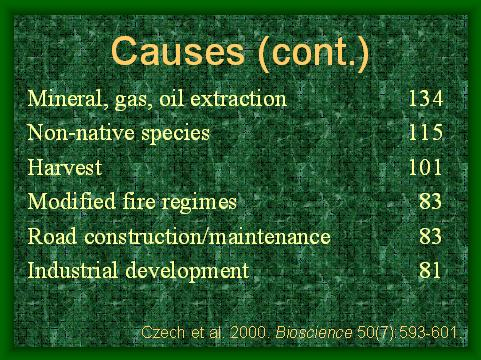 Causes (cont.)
Mineral, gas, oil extraction 134
Non-native species 115
Harvest 101
Modified fire regimes 83
Road construction/maintenance 83
Industrial development 81
Czech et al. 2000. Bioscience 50(7):593-601.